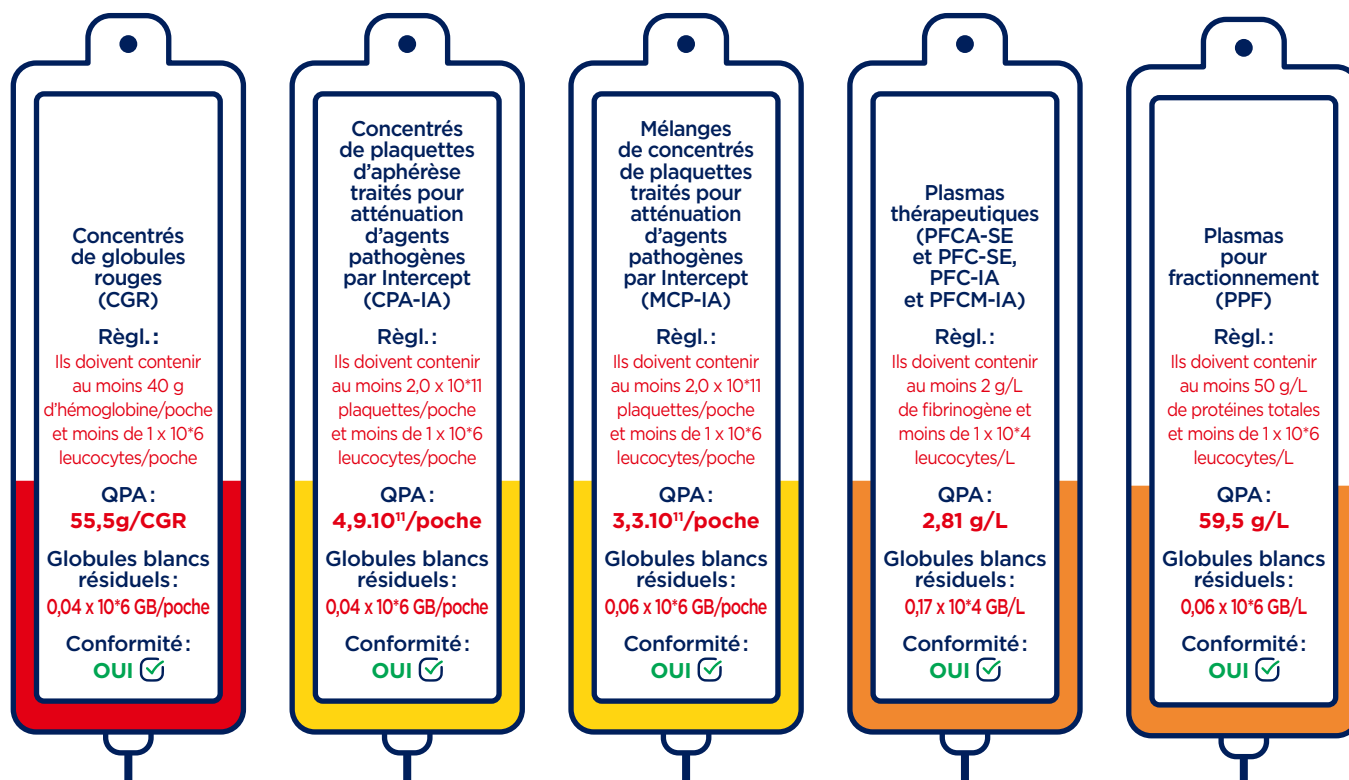 Concentrés
de globules
rouges
(CGR)
Règl.:
Ils doivent contenir
au moins 40 g
d'hémoglobine/poche
et moins de 1 x 10*6
leucocytes/poche
QPA:
55,5g/CGR
Globules blancs
résiduels:
0,04 x 10*6 GB/poche
Conformité:
OUI
Concentrés
de plaquettes
d'aphérèse
traités pour
atténuation
d'agents
pathogènes
par Intercept
(CPA-IA)
Règl.:
Ils doivent contenir
au moins 2,0 x 10*11
plaquettes/poche
et moins de 1 x 10*6
leucocytes/poche
QPA:
4,9.10¹¹/poche
Globules blancs
résiduels:
0,04 x 10*6 GB/poche
Conformité:
OUI
Mélanges
de concentrés
de plaquettes
traités pour
atténuation
d'agents
pathogènes
par Intercept
(MCP-IA)
Règl.:
Ils doivent contenir
au moins 2,0 x 10*11
plaquettes/poche
et moins de 1 x 10*6
leucocytes/poche
QPA:
3,3.10¹¹/poche
Globules blancs
résiduels:
0,06 x 10*6 GB/poche
Conformité:
OUI
Plasmas
thérapeutiques
(PFCA-SE
et PFC-SE,
PFC-IA
et PFCM-IA)
Règl.:
Ils doivent contenir
au moins 2 g/L
de fibrinogène et
moins de 1 x 10*4
leucocytes/L
QPA:
2,81 g/L
Globules blancs
résiduels:
0,17 x 10*4 GB/L
Conformité:
OUI
Plasmas
pour
fractionnement
(PPF)
Règl.:
Ils doivent contenir
au moins 50 g/L
de protéines totales
et moins de 1 x 10*6
leucocytes/L
QPA:
59,5 g/L
Globules blancs
résiduels:
0,06 x 10*6 GB/L
Conformité:
OUI